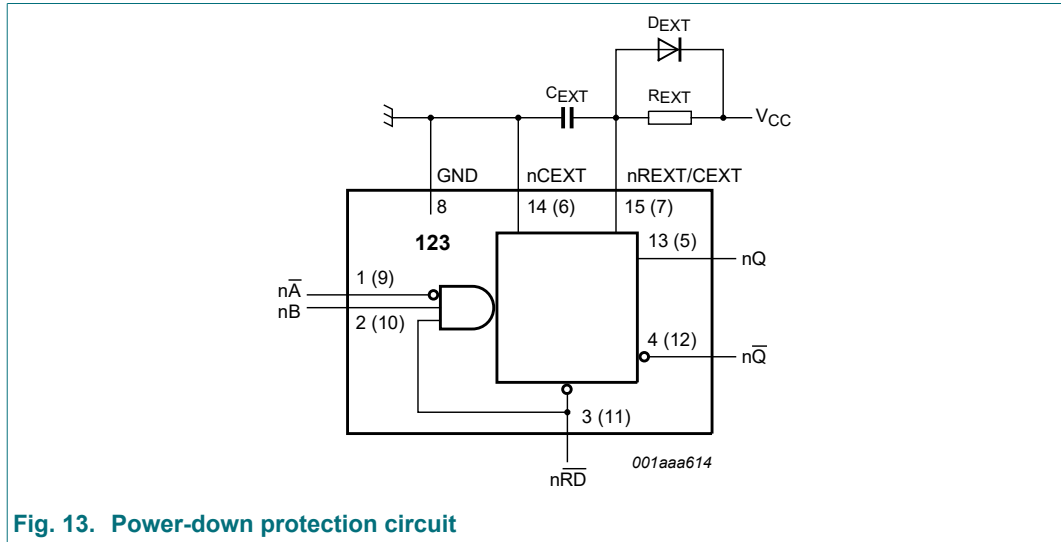 DEXT
CEXT
REXT
VCC
GND
nCEXT
nREXT/CEXT
8
14 (6)
15 (7)
123
13 (5)
nQ
1 (9)
nA̅
nB
2 (10)
4 (12)
nQ̅
3 (11)
001aaa614
nR̅D̅
Fig. 13. Power-down protection circuit